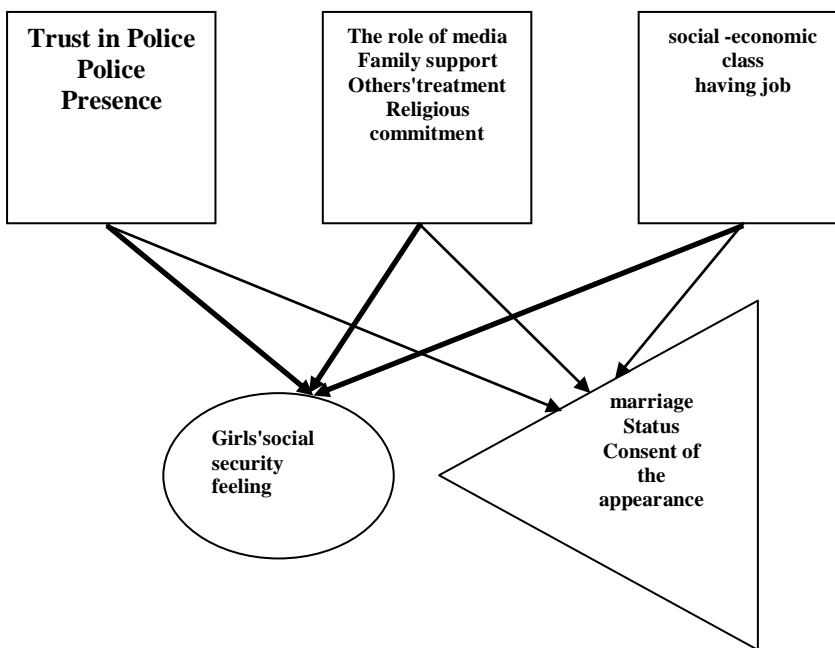 Trust in Police
Police
Presence
The role of media
Family support
Others'treatment
Religious
commitment
social -economic
class
having job
Girls'social
security
feeling
marriage
Status
Consent of
the
appearance